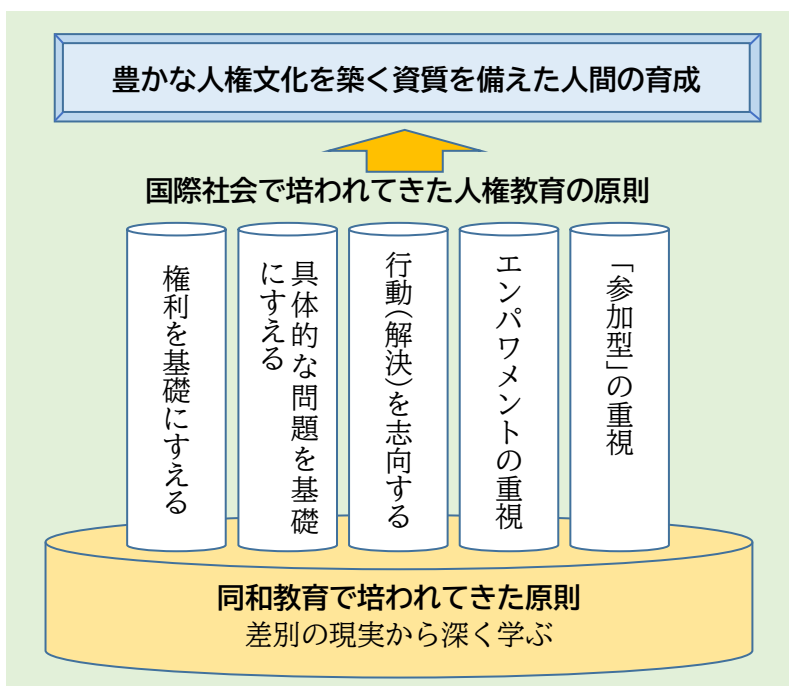 豊かな人権文化を築く資質を備えた人間の育成
国際社会で培われてきた人権教育の原則
権利を基礎にすえる
具体的な問題を基礎
にすえる
行動(解決)を志向する
エンパワメントの重視
「参加型」の重視
同和教育で培われてきた原則
差別の現実から深く学ぶ